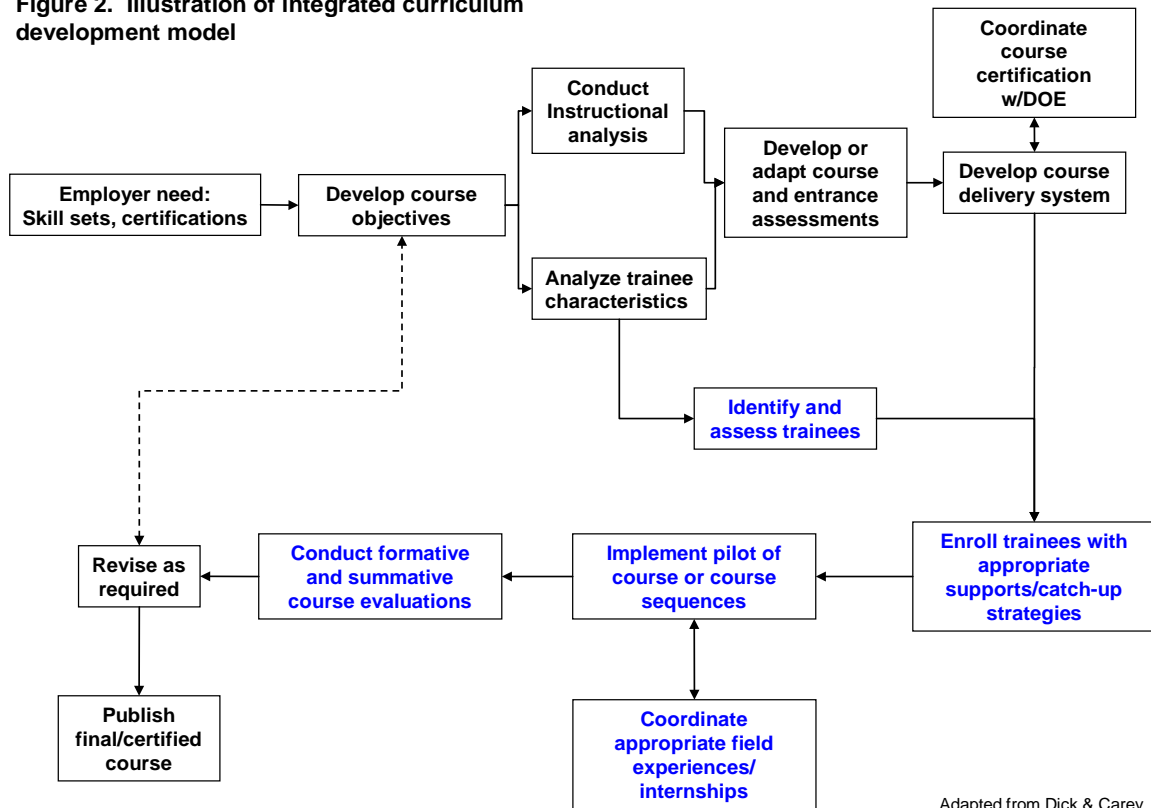 Figure 2.  Illustration of integrated curriculum
development model
Coordinate
course
certification
w/DOE
Conduct
Instructional
analysis
Develop or
adapt course
and entrance
assessments
Develop course
delivery system
Employer need:
Skill sets, certifications
Develop course
objectives
Analyze trainee
characteristics
Identify and
assess trainees
Enroll trainees with
appropriate
supports/catch-up
strategies
Implement pilot of
course or course
sequences
Conduct formative
and summative
course evaluations
Revise as
required
Publish
final/certified
course
Coordinate
appropriate field
experiences/
internships
Adapted from Dick & Carey